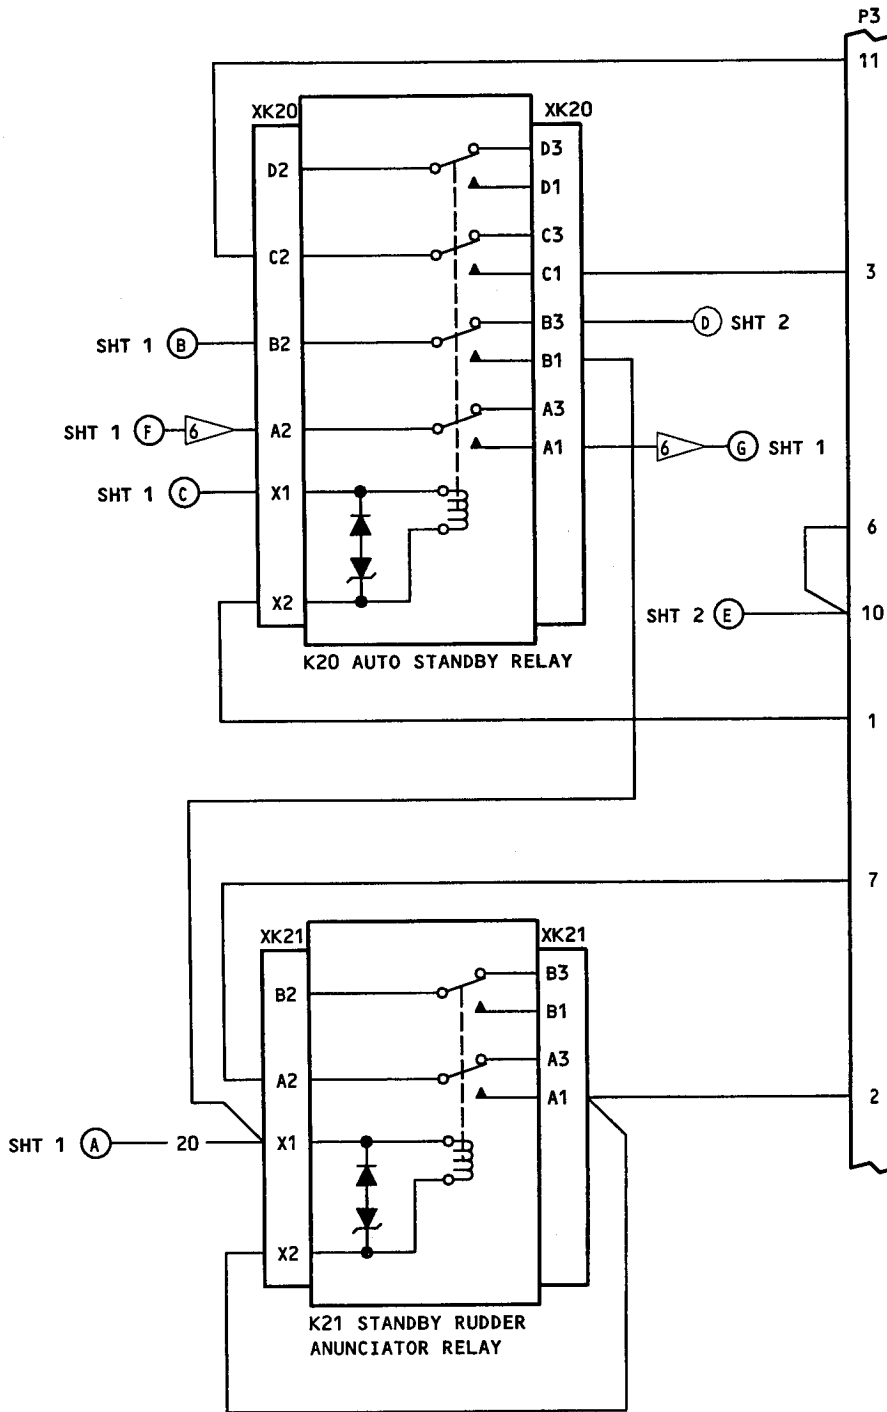 P3
11
XK20 XK20
D3
D2
D1
C3
C2
C1 3
B3 D SHT 2
SHT 1 B B2
B1
A3
SHT 1 F 6 A2
A1 6 G SHT 1
SHT 1 C X1
6
X2
SHT 2 E 10
K20 AUTO STANDBY RELAY
1
7
XK21 XK21
B3
B2
B1
A3
A2
A1 2
SHT 1 A 20 X1
X2
K21 STANDBY RUDDER
ANUNCIATOR RELAY